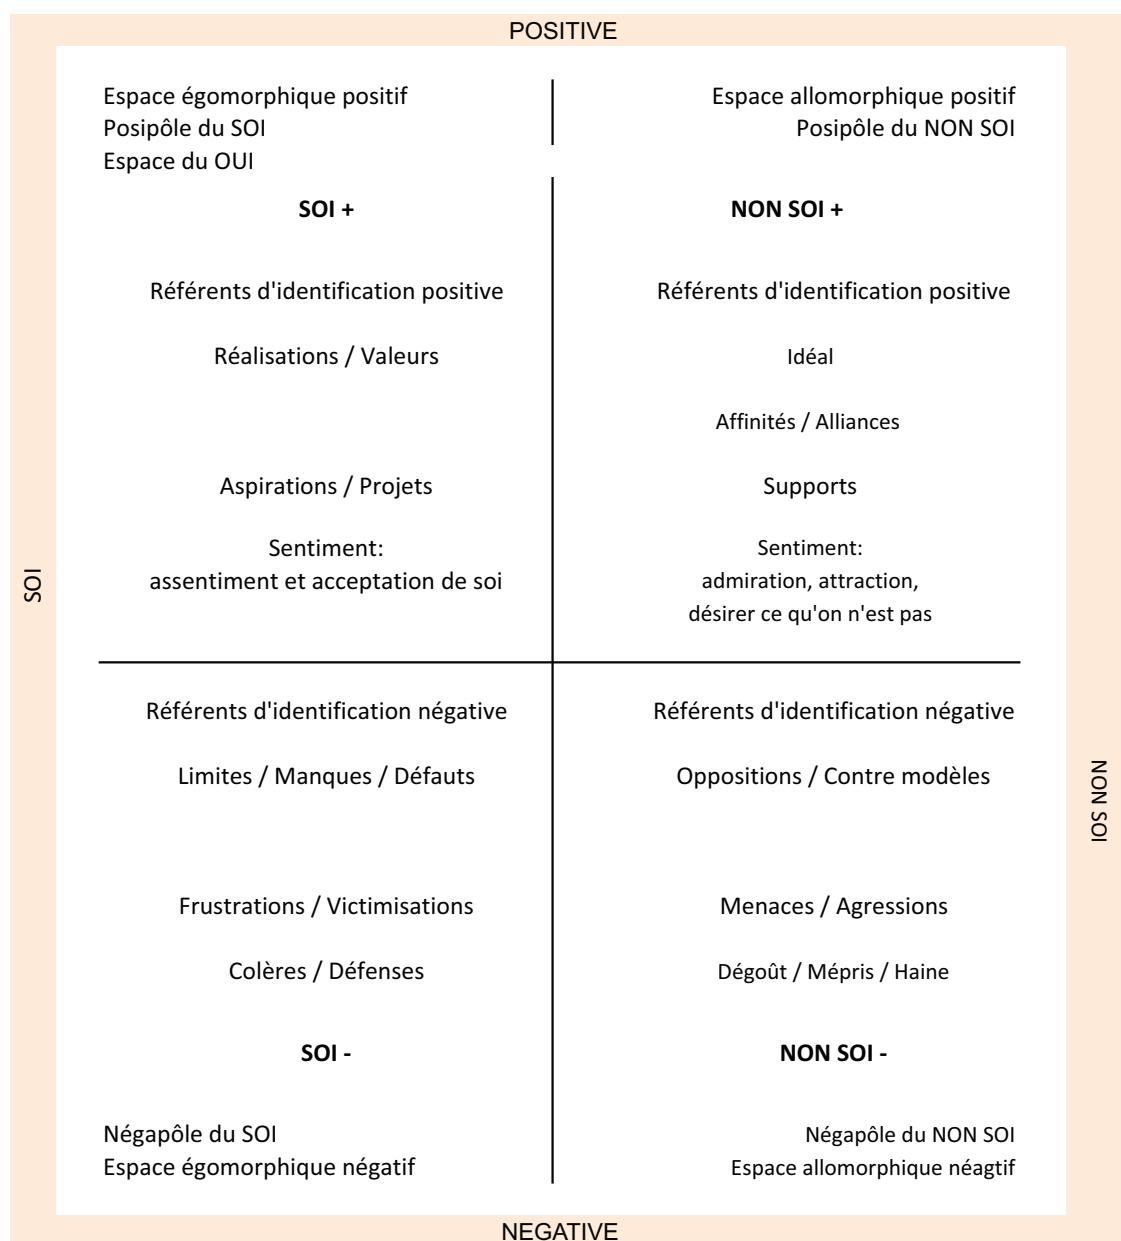 POSITIVE
Espace égomorphique positif
Posipôle du SOI
Espace du OUI
Espace allomorphique positif
Posipôle du NON SOI
SOI +
NON SOI +
Référents d'identification positive
Référents d'identification positive
Réalisations / Valeurs
Idéal
Affinités / Alliances
Aspirations / Projets
Supports
Sentiment:
assentiment et acceptation de soi
Sentiment:
admiration, attraction,
désirer ce qu'on n'est pas
SOI
Référents d'identification négative
Référents d'identification négative
Limites / Manques / Défauts
Oppositions / Contre modèles
NON SOI
Frustrations / Victimisations
Menaces / Agressions
Colères / Défenses
Dégoût / Mépris / Haine
SOI -
NON SOI -
Négapôle du SOI
Espace égomorphique négatif
Négapôle du NON SOI
Espace allomorphique néagtif
NEGATIVE